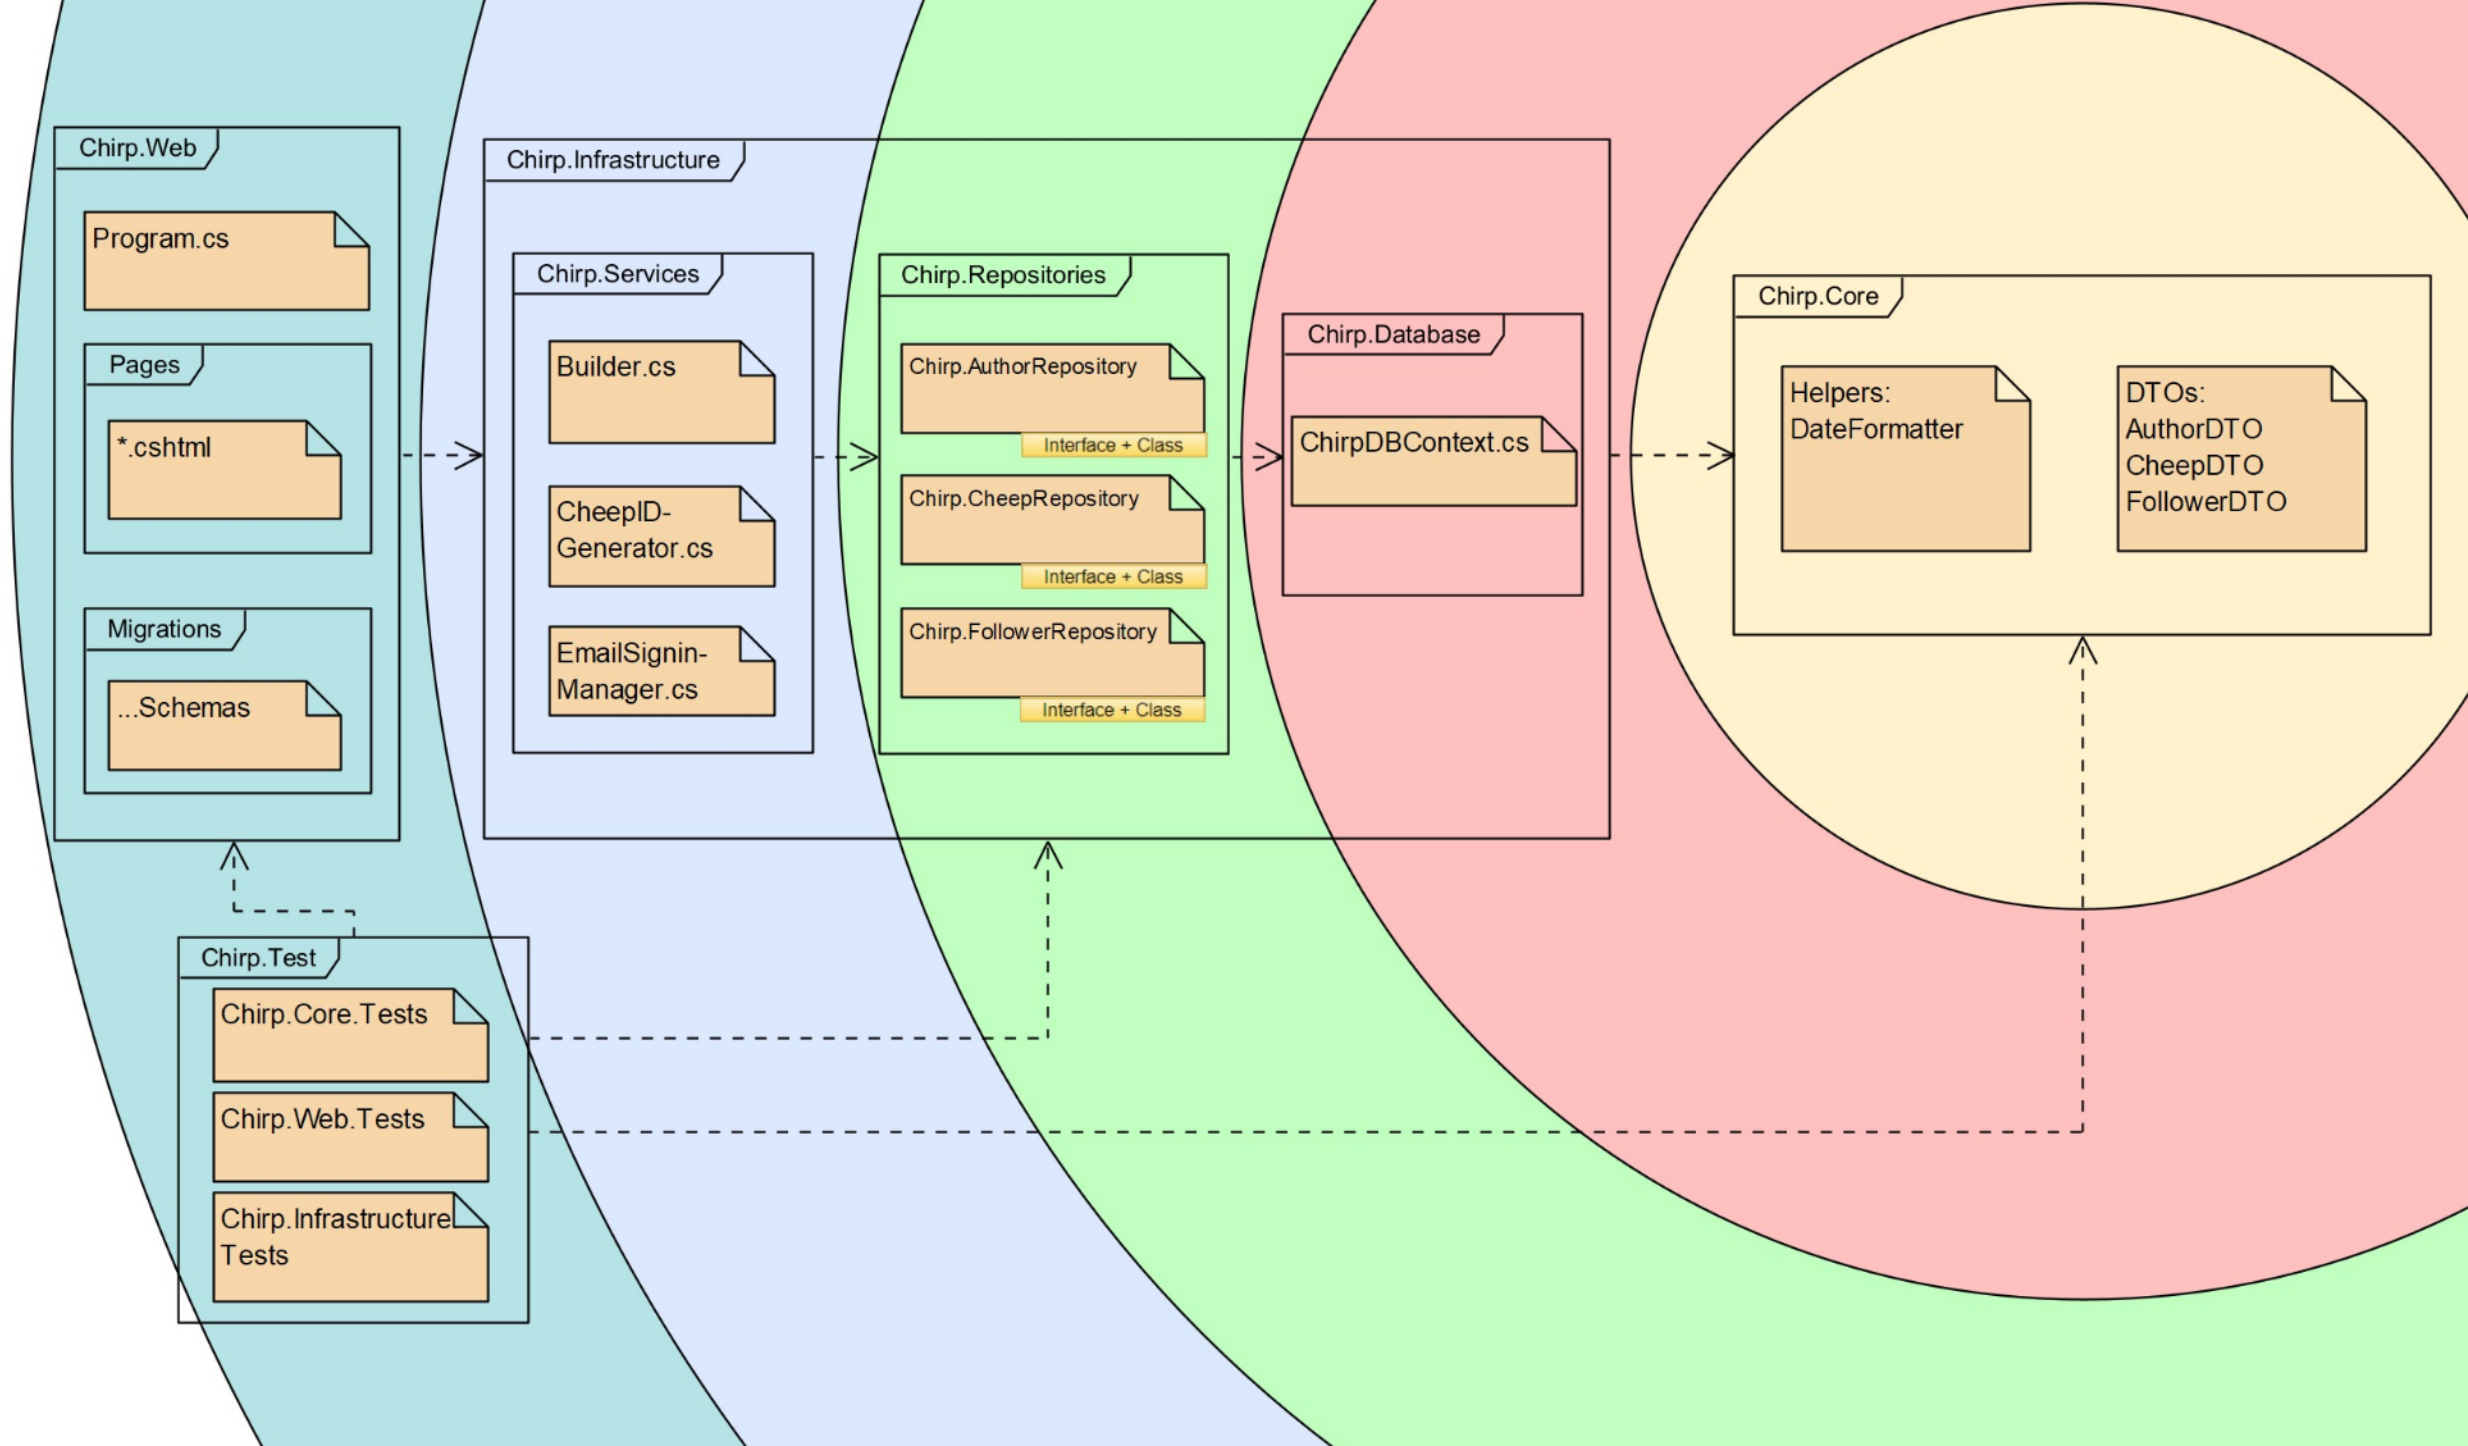 Chirp.Web
Program.cs
Pages
*.cshtml
Migrations
...Schemas
Chirp.Infrastructure
Chirp.Services
Builder.cs
CheepID-
Generator.cs
EmailSignin-
Manager.cs
Chirp.Repositories
Chirp.AuthorRepository
Interface + Class
Chirp.CheepRepository
Interface + Class
Chirp.FollowerRepository
Interface + Class
Chirp.Database
ChirpDBContext.cs
Chirp.Core
Helpers:
DateFormatter
DTOs:
AuthorDTO
CheepDTO
FollowerDTO
Chirp.Test
Chirp.Core.Tests
Chirp.Web.Tests
Chirp.Infrastructure
Tests